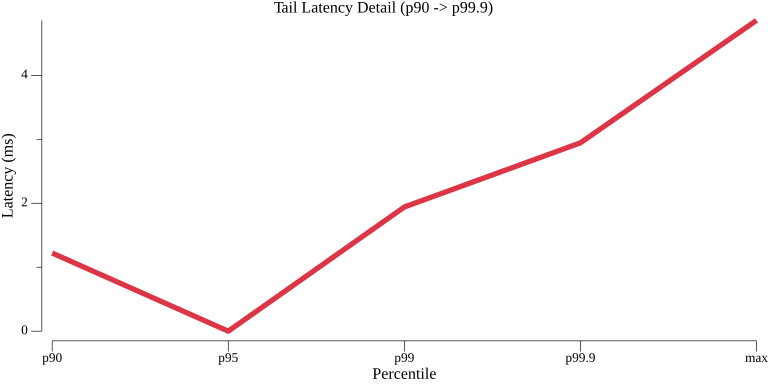 Tail Latency Detail (p90 -> p99.9)
Latency (ms)
4
2
0
p90 p95 p99 p99.9 max
Percentile